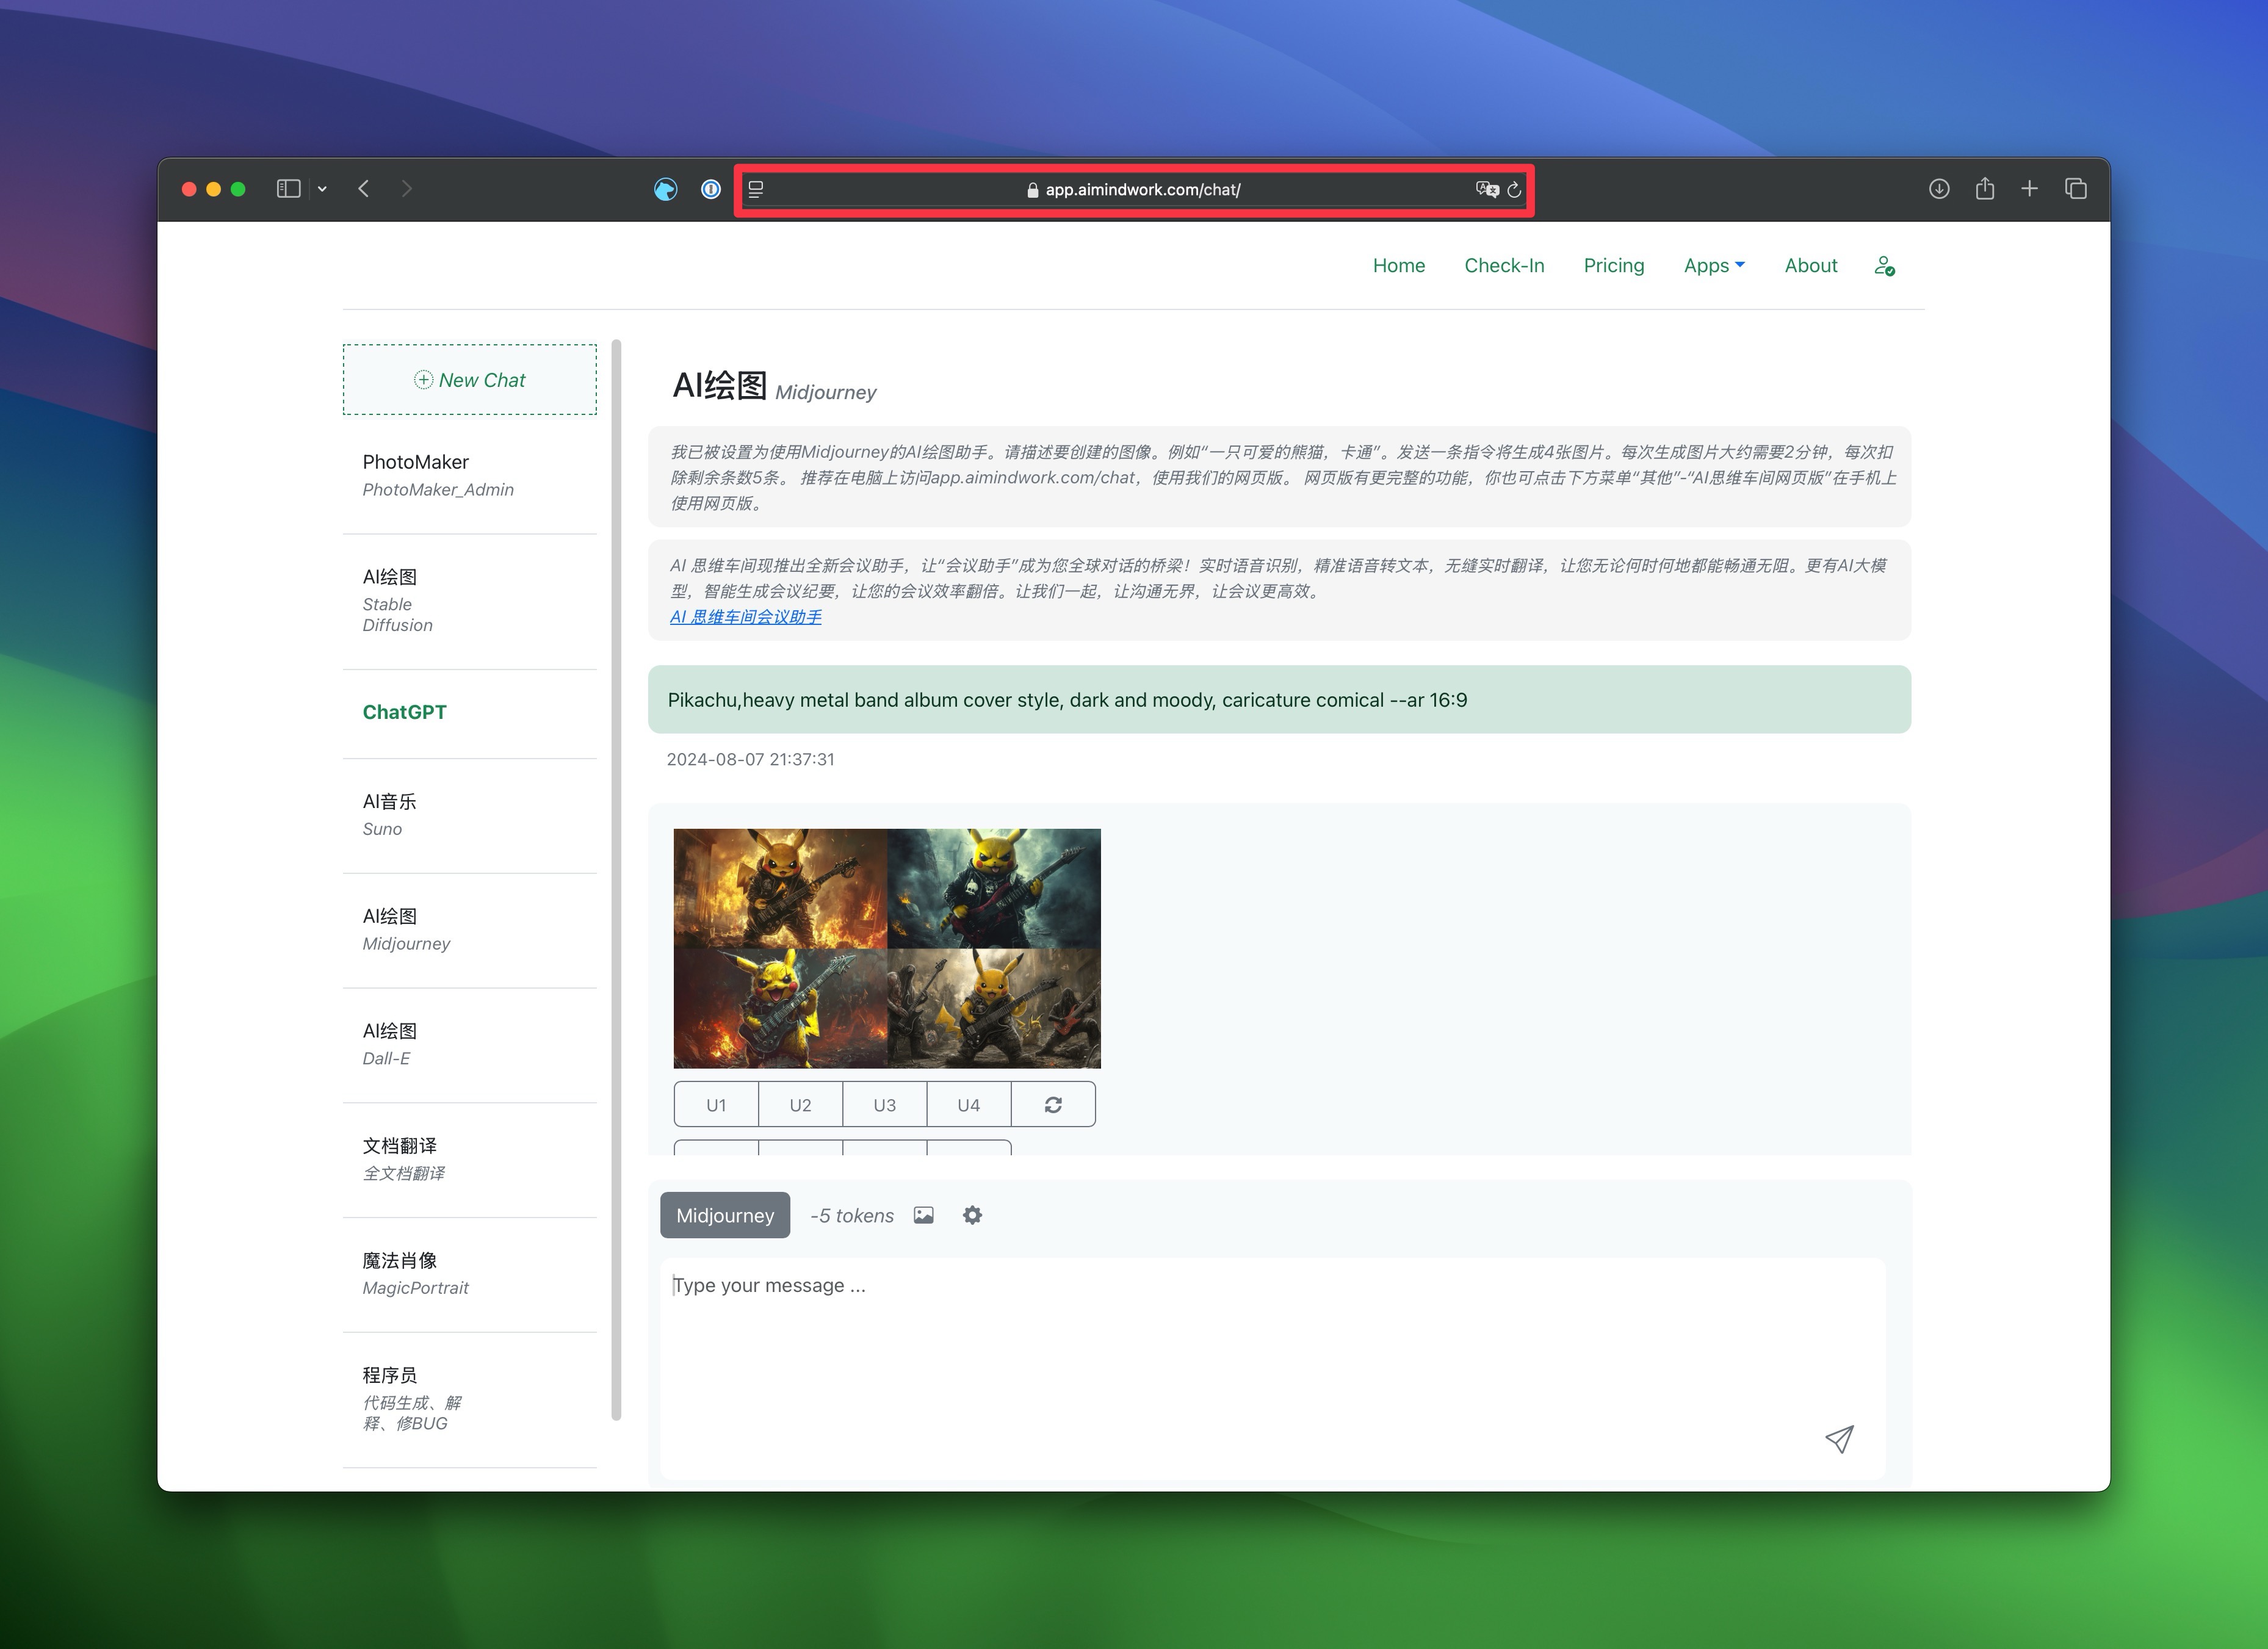 app.aimindwork.com/chat/
Home
Check-In
Pricing
Apps
About
New Chat
PhotoMaker
PhotoMaker_Admin
AI绘图
Stable
Diffusion
ChatGPT
AI音乐
Suno
AI绘图
Midjourney
AI绘图
Dall-E
文档翻译
全文档翻译
魔法肖像
MagicPortrait
程序员
代码生成、解
释、修BUG
AI绘图 Midjourney
我已被设置为使用Midjourney的AI绘图助手。请描述要创建的图像。例如“一只可爱的熊猫，卡通”。发送一条指令将生成4张图片。每次生成图片大约需要2分钟，每次扣
除剩余条数5条。 推荐在电脑上访问app.aimindwork.com/chat，使用我们的网页版。 网页版有更完整的功能，你也可点击下方菜单“其他”-“AI思维车间网页版”在手机上
使用网页版。
AI 思维车间现推出全新会议助手，让“会议助手”成为您全球对话的桥梁！实时语音识别，精准语音转文本，无缝实时翻译，让您无论何时何地都能畅通无阻。更有AI大模
型，智能生成会议纪要，让您的会议效率翻倍。让我们一起，让沟通无界，让会议更高效。
AI 思维车间会议助手
Pikachu,heavy metal band album cover style, dark and moody, caricature comical --ar 16:9
2024-08-07 21:37:31
U1
U2
U3
U4
Midjourney
-5 tokens
Type your message ...